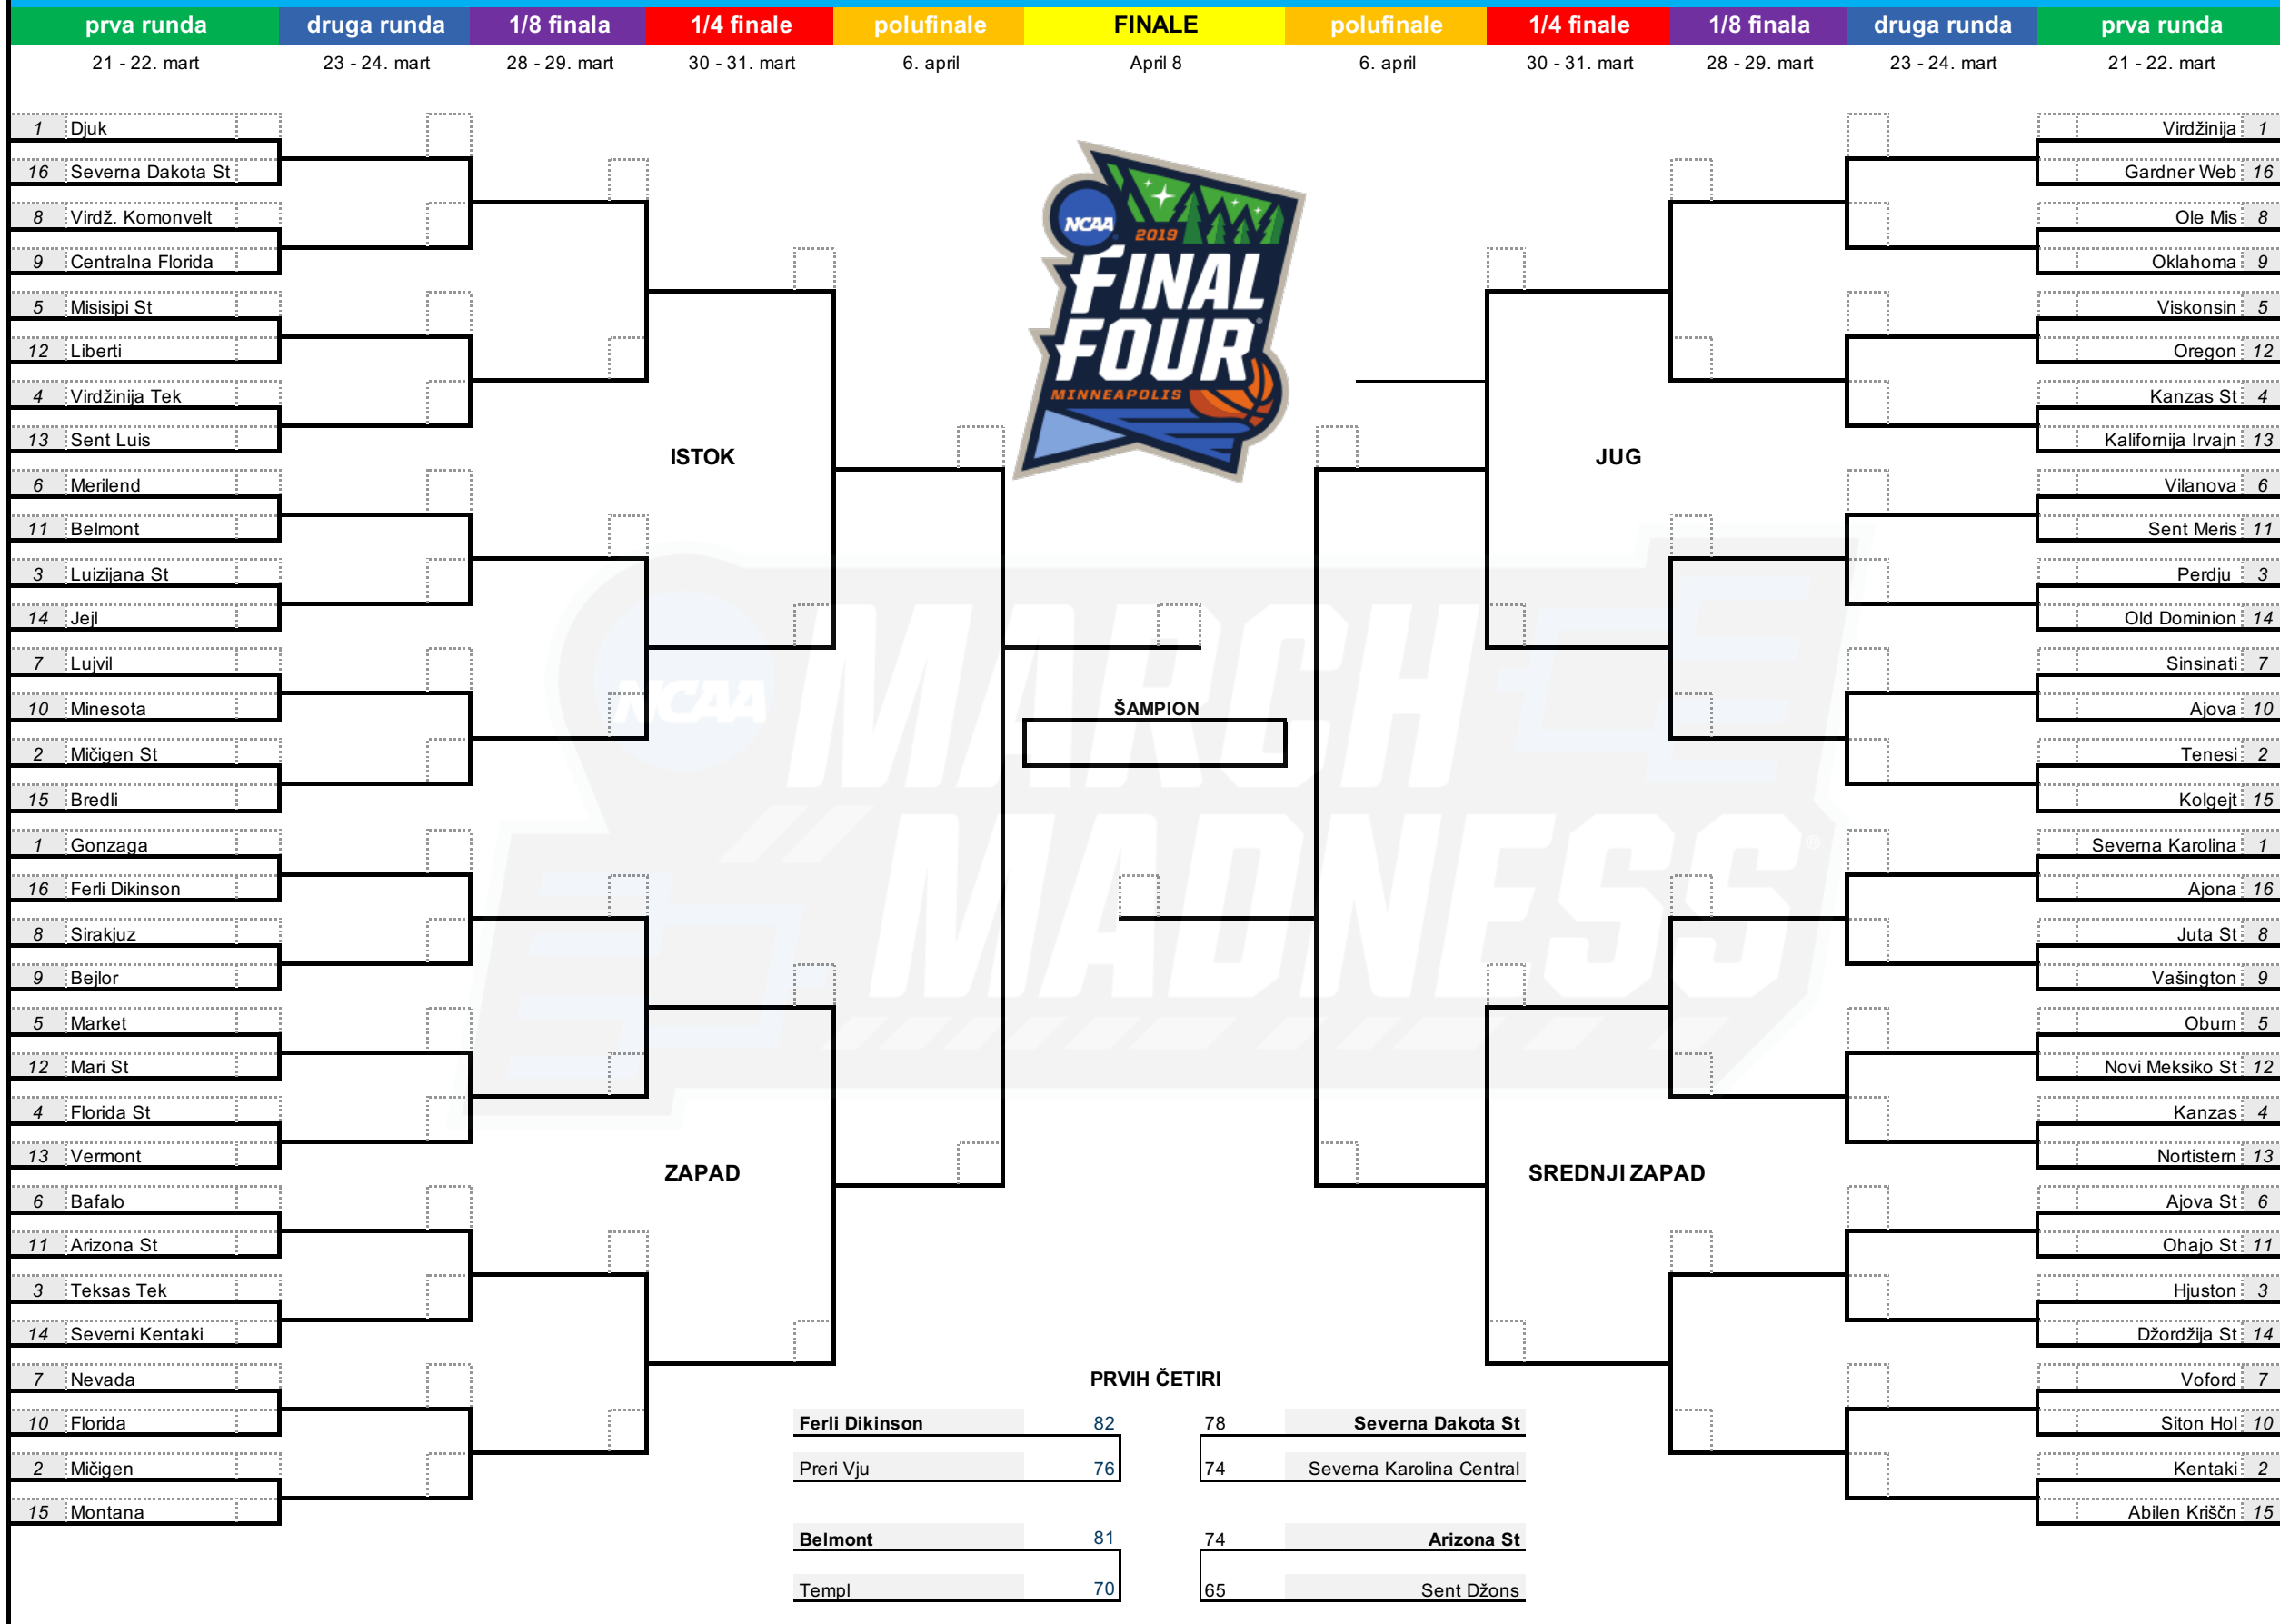 prva runda druga runda 1/8 finala 1/4 finale polufinale FINALE polufinale 1/4 finale 1/8 finala druga runda prva runda
21 - 22. mart 23 - 24. mart 28 - 29. mart 30 - 31. mart 6. april April 8 6. april 30 - 31. mart 28 - 29. mart 23 - 24. mart 21 - 22. mart
1 Djuk Virdžinija 1
16 Severna Dakota St Gardner Web 16
8 Virdž. Komonvelt Ole Mis 8
9 Centralna Florida Oklahoma 9
5 Misisipi St Viskonsin 5
12 Liberti Oregon 12
4 Virdžinija Tek Kanzas St 4
13 Sent Luis Kalifornija Irvajn 13
NCAA
2019
FINAL
FOUR
MINNEAPOLIS
ISTOK JUG
6 Merilend Vilanova 6
11 Belmont Sent Meris 11
3 Luizijana St Perdju 3
14 Jejl Old Dominion 14
7 Lujvil Sinsinati 7
10 Minesota Ajova 10
NCAA MARCH
MADNESS®
ŠAMPION
2 Mičigen St Tenesi 2
15 Bredli Kolgejt 15
1 Gonzaga Severna Karolina 1
16 Ferli Dikinson Ajona 16
8 Sirakjuz Juta St 8
9 Bejlor Vašington 9
5 Market Oburn 5
12 Mari St Novi Meksiko St 12
4 Florida St Kanzas 4
13 Vermont Nortistern 13
ZAPAD SREDNJI ZAPAD
6 Bafalo Ajova St 6
11 Arizona St Ohajo St 11
3 Teksas Tek Hjuston 3
14 Severni Kentaki Džordžija St 14
7 Nevada Voford 7
10 Florida Siton Hol 10
2 Mičigen Kentaki 2
15 Montana Abilen Kriščn 15
PRVIH ČETIRI
Ferli Dikinson 82 78 Severna Dakota St
Preri Vju 76 74 Severna Karolina Central
Belmont 81 74 Arizona St
Templ 70 65 Sent Džons